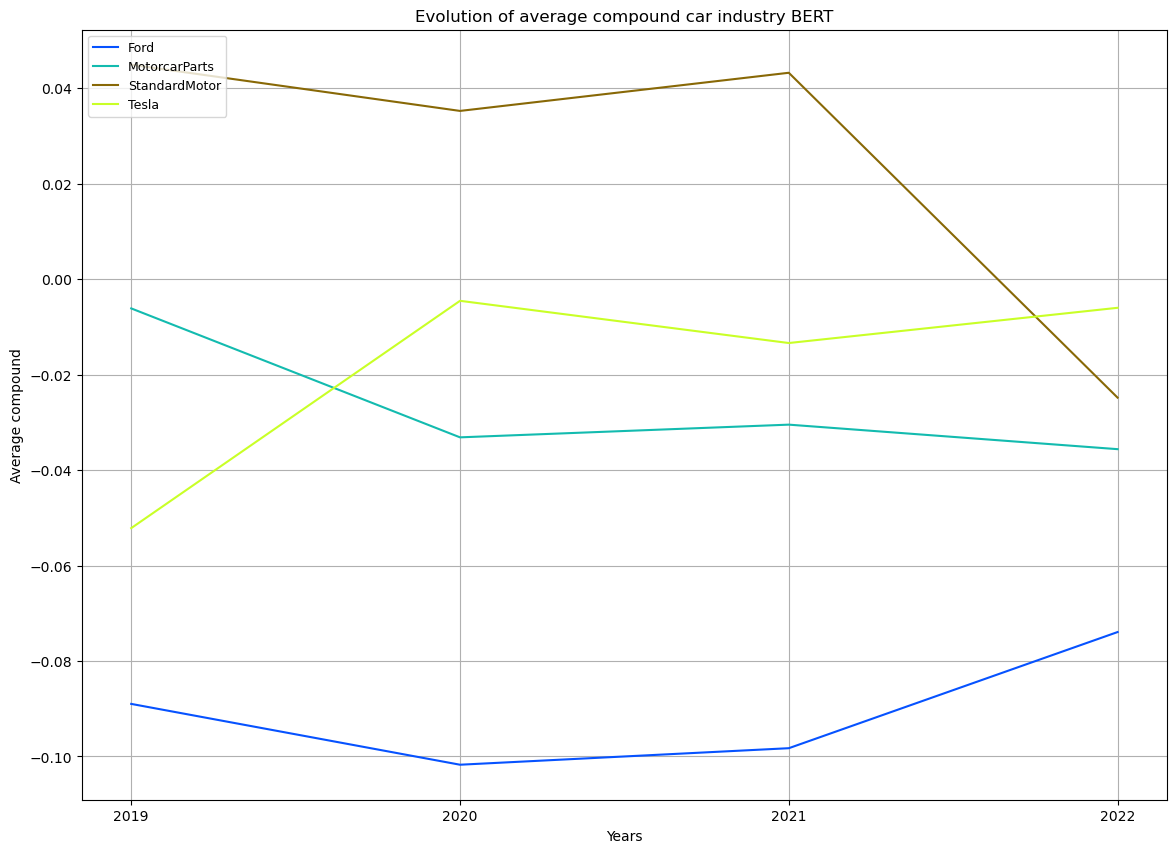 Evolution of average compound car industry BERT
Ford
MotorcarParts
StandardMotor
Tesla
0.04
0.02
0.00
−0.02
−0.04
−0.06
−0.08
−0.10
Average compound
2019
2020
2021
2022
Years